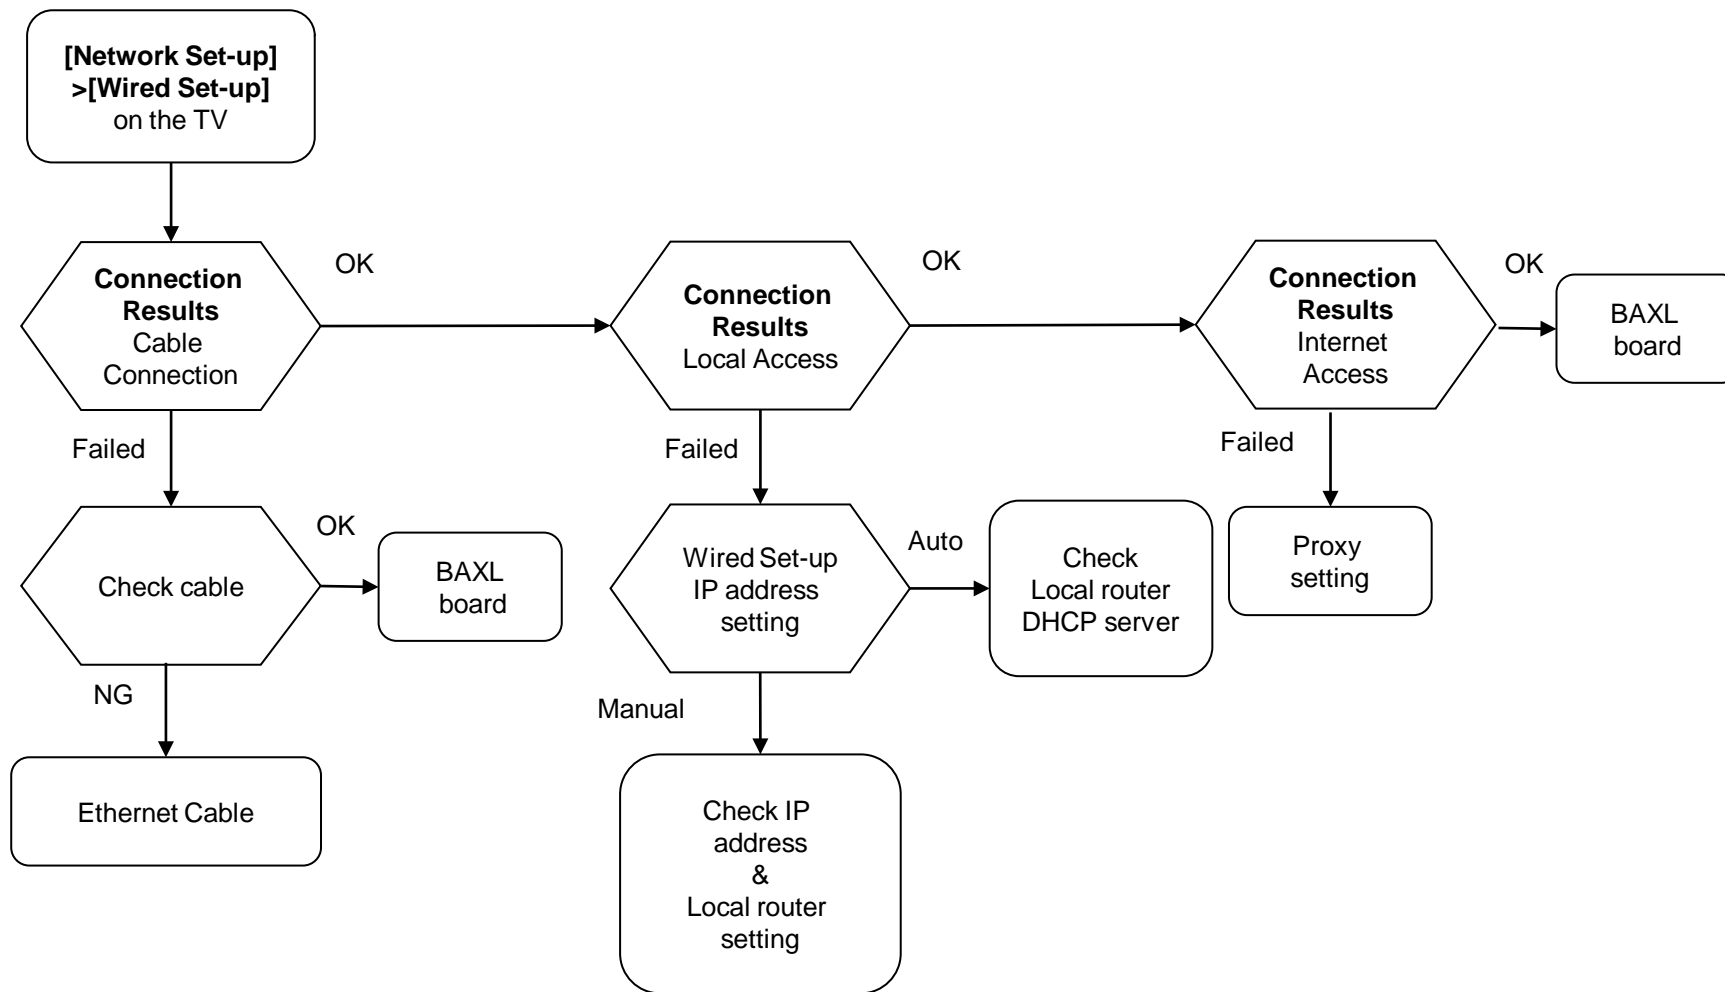 [Network Set-up]
>[Wired Set-up]
on the TV
Connection
Results
Cable
Connection
OK
Connection
Results
Local Access
OK
Connection
Results
Internet
Access
OK
BAXL
board
Failed
Failed
Failed
Check cable
OK
BAXL
board
Wired Set-up
IP address
setting
Auto
Check
Local router
DHCP server
Proxy
setting
NG
Manual
Ethernet Cable
Check IP
address
&
Local router
setting